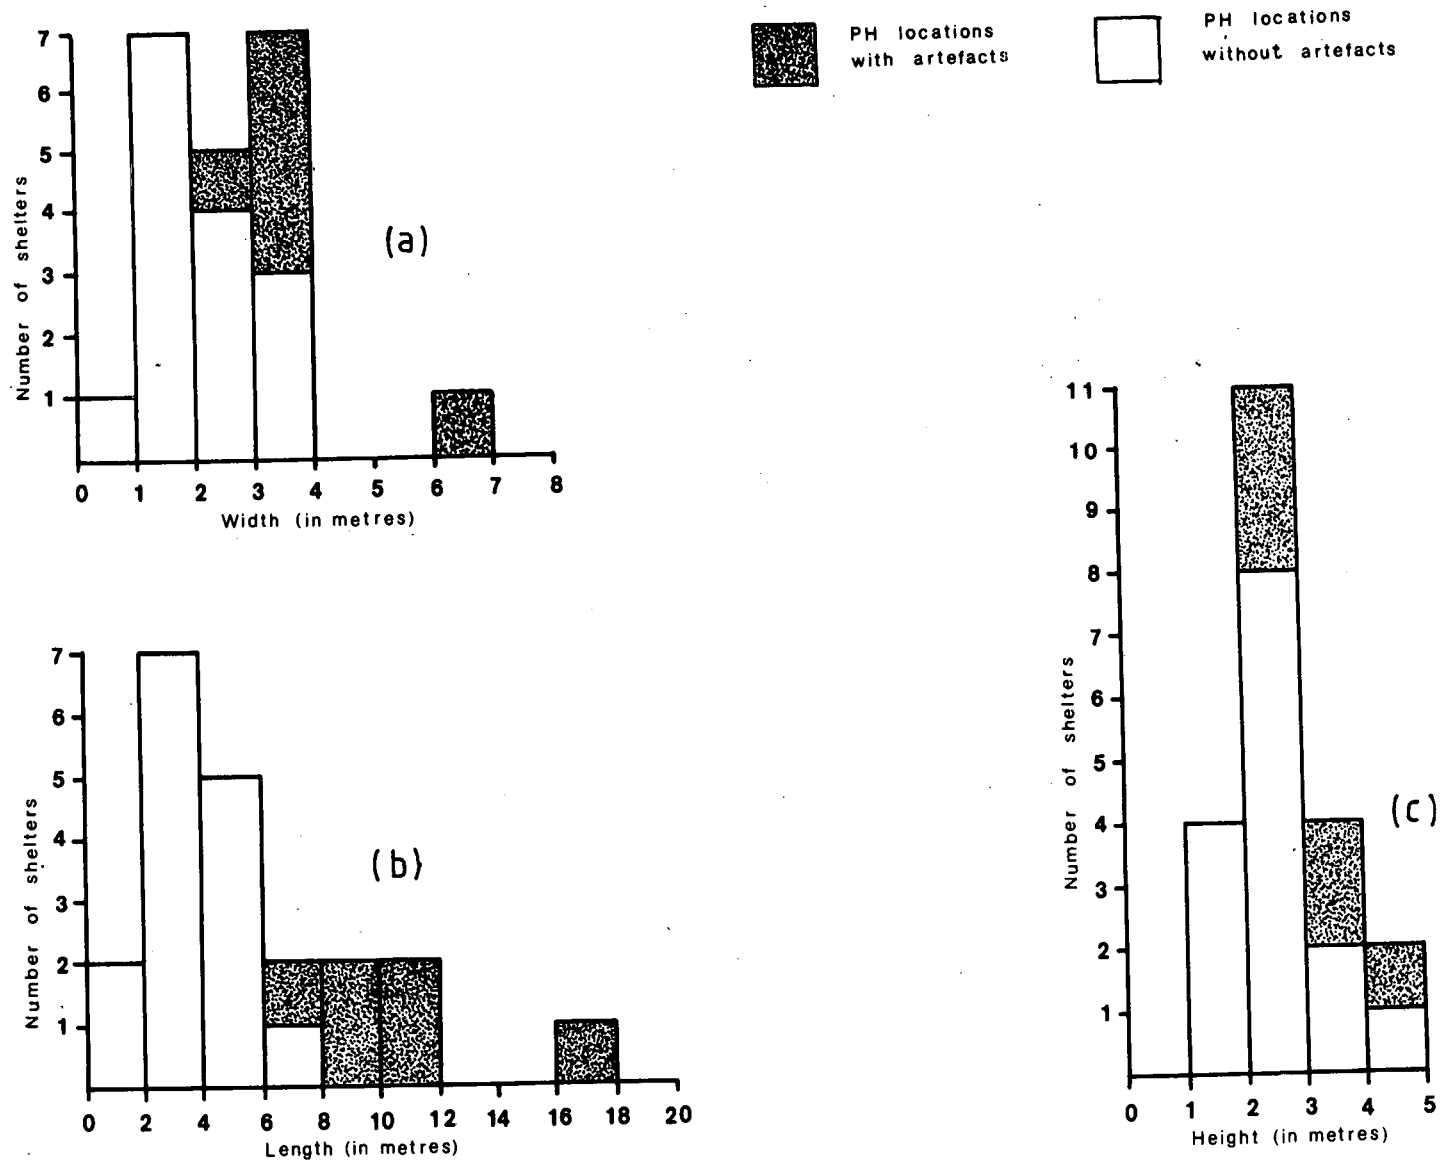 PH locations
with artefacts
PH locations
without artefacts
7
6
5
4
3
2
1
Number of shelters
(a)
0 1 2 3 4 5 6 7 8
Width (in metres)
7
6
5
4
3
2
1
Number of shelters
(b)
0 2 4 6 8 10 12 14 16 18 20
Length (in metres)
11
10
9
8
7
6
5
4
3
2
1
Number of shelters
(c)
0 1 2 3 4 5
Height (in metres)